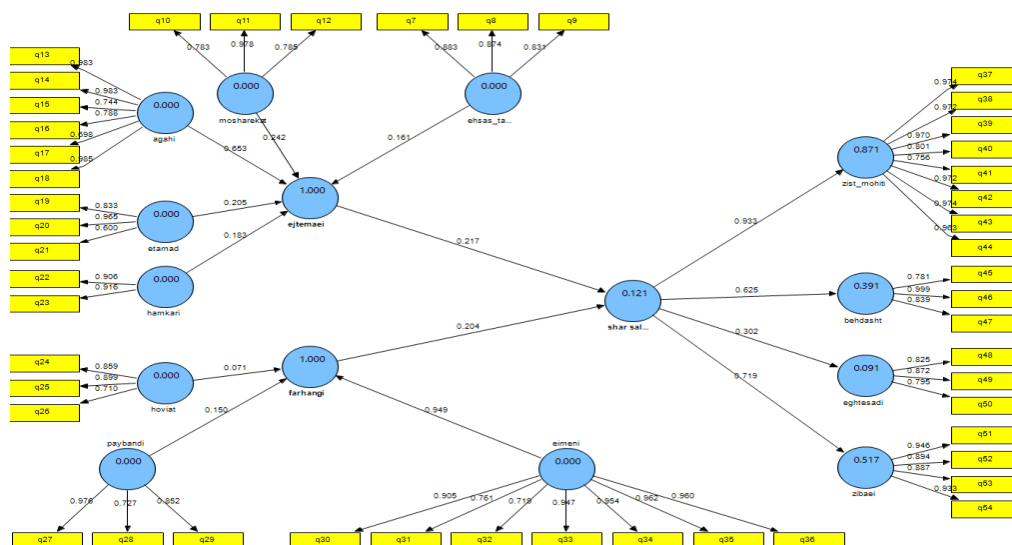 q10
q11
q12
q7
q8
q9
0.783
0.978
0.785
0.883
0.874
0.831
0.000
mosharekat
0.000
ehsas_ta...
q13
q14
q15
q16
q17
q18
0.983
0.983
0.744
0.788
0.698
0.985
0.000
agahi
0.242
0.161
0.653
q19
q20
q21
0.833
0.965
0.600
0.000
etamad
0.205
1.000
ejtemaei
0.183
q22
q23
0.906
0.916
0.000
hamkari
0.217
0.204
0.121
shar sal...
0.933
0.625
0.302
0.719
0.871
zist_mohiti
0.974
0.972
0.970
0.801
0.756
0.972
0.974
0.963
q37
q38
q39
q40
q41
q42
q43
q44
0.391
behdasht
0.781
0.999
0.839
q45
q46
q47
0.091
eghtesadi
0.825
0.872
0.795
q48
q49
q50
0.517
zibaei
0.946
0.894
0.887
0.933
q51
q52
q53
q54
q24
q25
q26
0.859
0.899
0.710
0.000
hoviat
0.071
1.000
farhangi
0.150
0.949
paybandi
0.000
0.976
0.727
0.852
q27
q28
q29
eimeni
0.000
0.905
0.761
0.719
0.947
0.954
0.962
0.960
q30
q31
q32
q33
q34
q35
q36